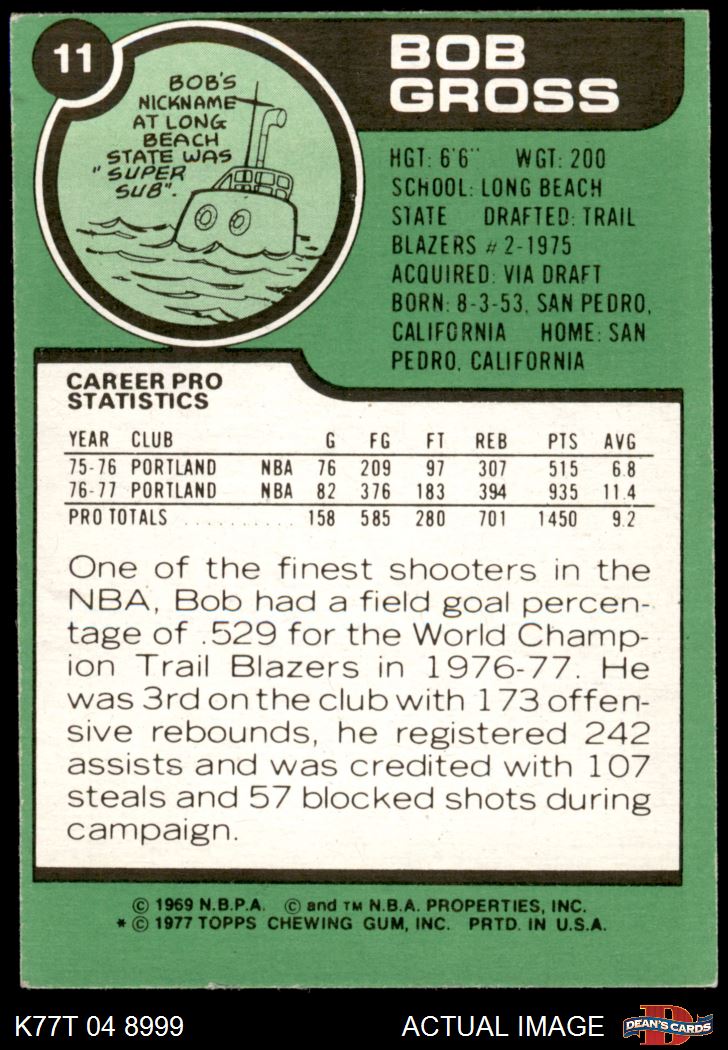 11
BOB
GROSS
BOB'S
NICKNAME
AT LONG
BEACH
STATE WAS
"SUPER
SUB".
HGT: 6'6" WGT: 200
SCHOOL: LONG BEACH
STATE DRAFTED: TRAIL
BLAZERS # 2-1975
ACQUIRED: VIA DRAFT
BORN: 8-3-53, SAN PEDRO,
CALIFORNIA HOME: SAN
PEDRO, CALIFORNIA
CAREER PRO
STATISTICS
YEAR CLUB G FG FT REB PTS AVG
75-76 PORTLAND NBA 76 209 97 307 515 6.8
76-77 PORTLAND NBA 82 376 183 394 935 11.4
PRO TOTALS .......... 158 585 280 701 1450 9.2
One of the finest shooters in the
NBA, Bob had a field goal percen-
tage of .529 for the World Champ-
ion Trail Blazers in 1976-77. He
was 3rd on the club with 173 offen-
sive rebounds, he registered 242
assists and was credited with 107
steals and 57 blocked shots during
campaign.
© 1969 N.B.P.A. © and TM N.B.A. PROPERTIES, INC.
* © 1977 TOPPS CHEWING GUM, INC. PRTD. IN U.S.A.
K77T 04 8999 ACTUAL IMAGE D DEAN'S CARDS